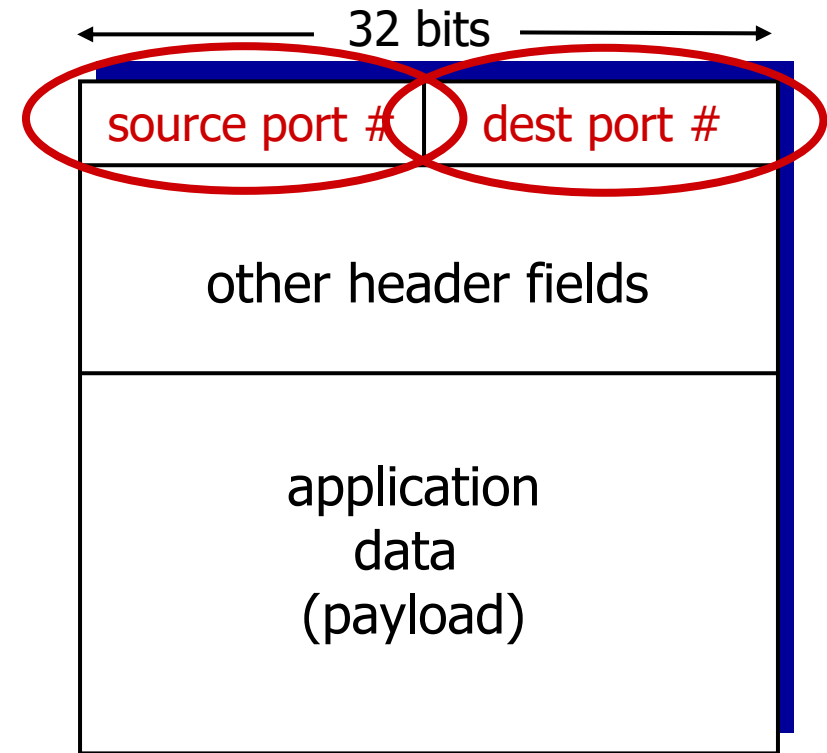 32 bits
source port # dest port #
other header fields
application
data
(payload)